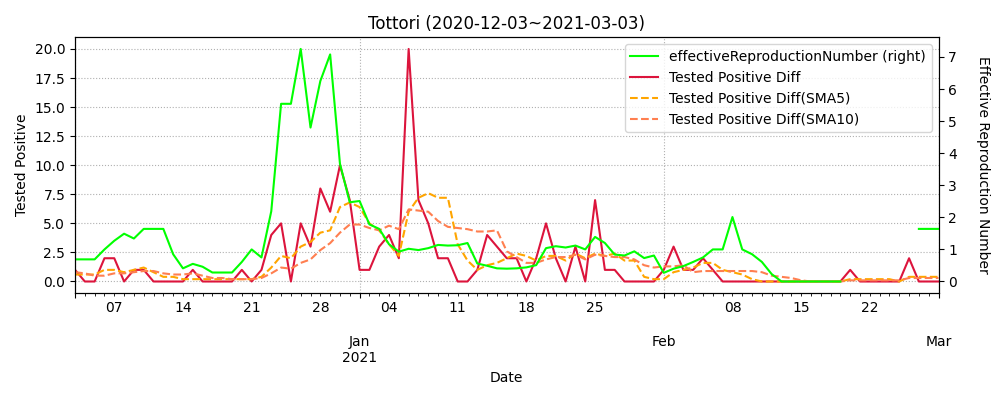 Tottori (2020-12-03~2021-03-03)
effectiveReproductionNumber (right)
Tested Positive Diff
Tested Positive Diff(SMA5)
Tested Positive Diff(SMA10)
Tested Positive
20.0
17.5
15.0
12.5
10.0
7.5
5.0
2.5
0.0
Effective Reproduction Number
7
6
5
4
3
2
1
0
07 14 21 28 04 11 18 25 08 15 22
Jan Feb Mar
2021
Date